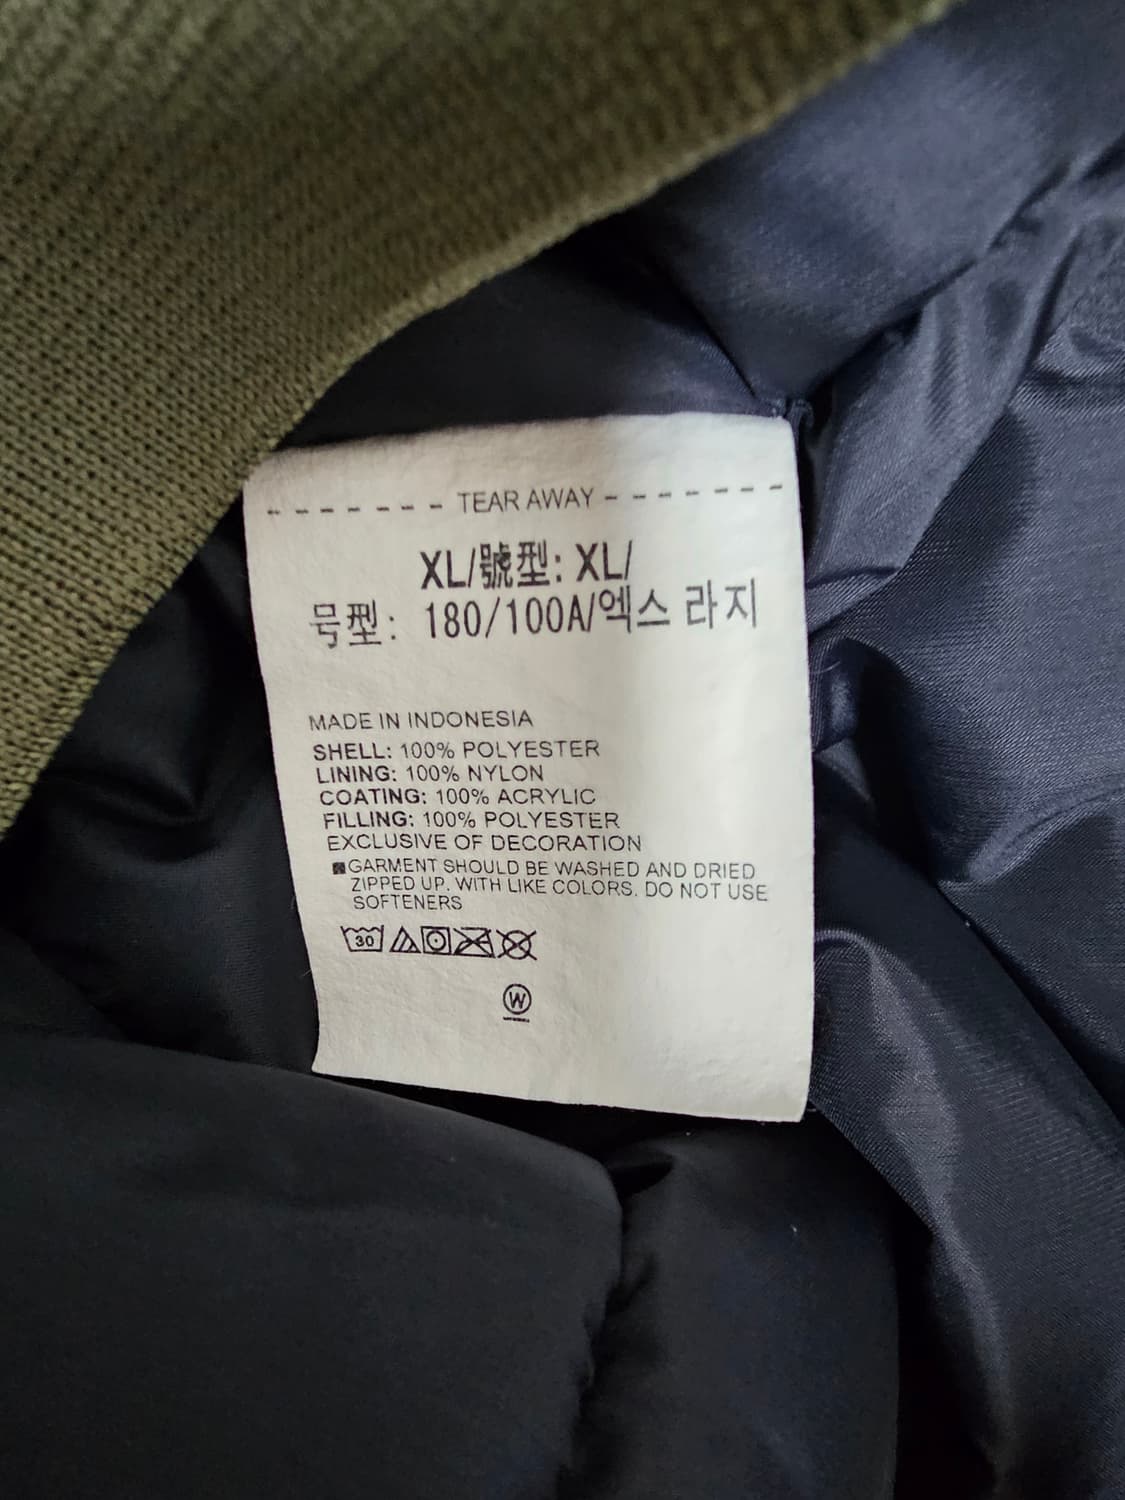 TEAR AWAY
XL/號型: XL/
号型: 180/100A/엑스 라지
MADE IN INDONESIA
SHELL: 100% POLYESTER
LINING: 100% NYLON
COATING: 100% ACRYLIC
FILLING: 100% POLYESTER
EXCLUSIVE OF DECORATION
■GARMENT SHOULD BE WASHED AND DRIED
ZIPPED UP. WITH LIKE COLORS. DO NOT USE
SOFTENERS
30
W